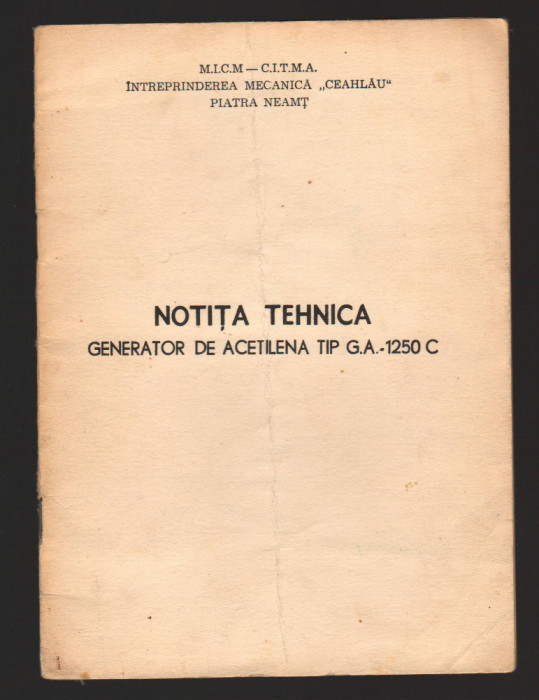 M.I.C.M — C.I.T.M.A.
ÎNTREPRINDEREA MECANICĂ „CEAHLĂU“
PIATRA NEAMȚ
NOTIȚA TEHNICA
GENERATOR DE ACETILENA TIP G.A.-1250 C